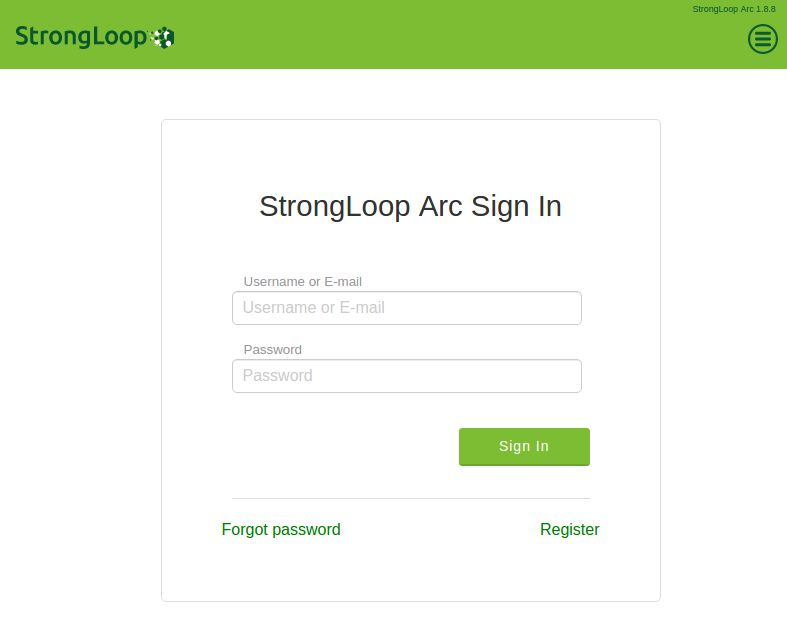 StrongLoop Arc 1.8.8
StrongLoop
StrongLoop Arc Sign In
Username or E-mail
Username or E-mail
Password
Password
Sign In
Forgot password
Register